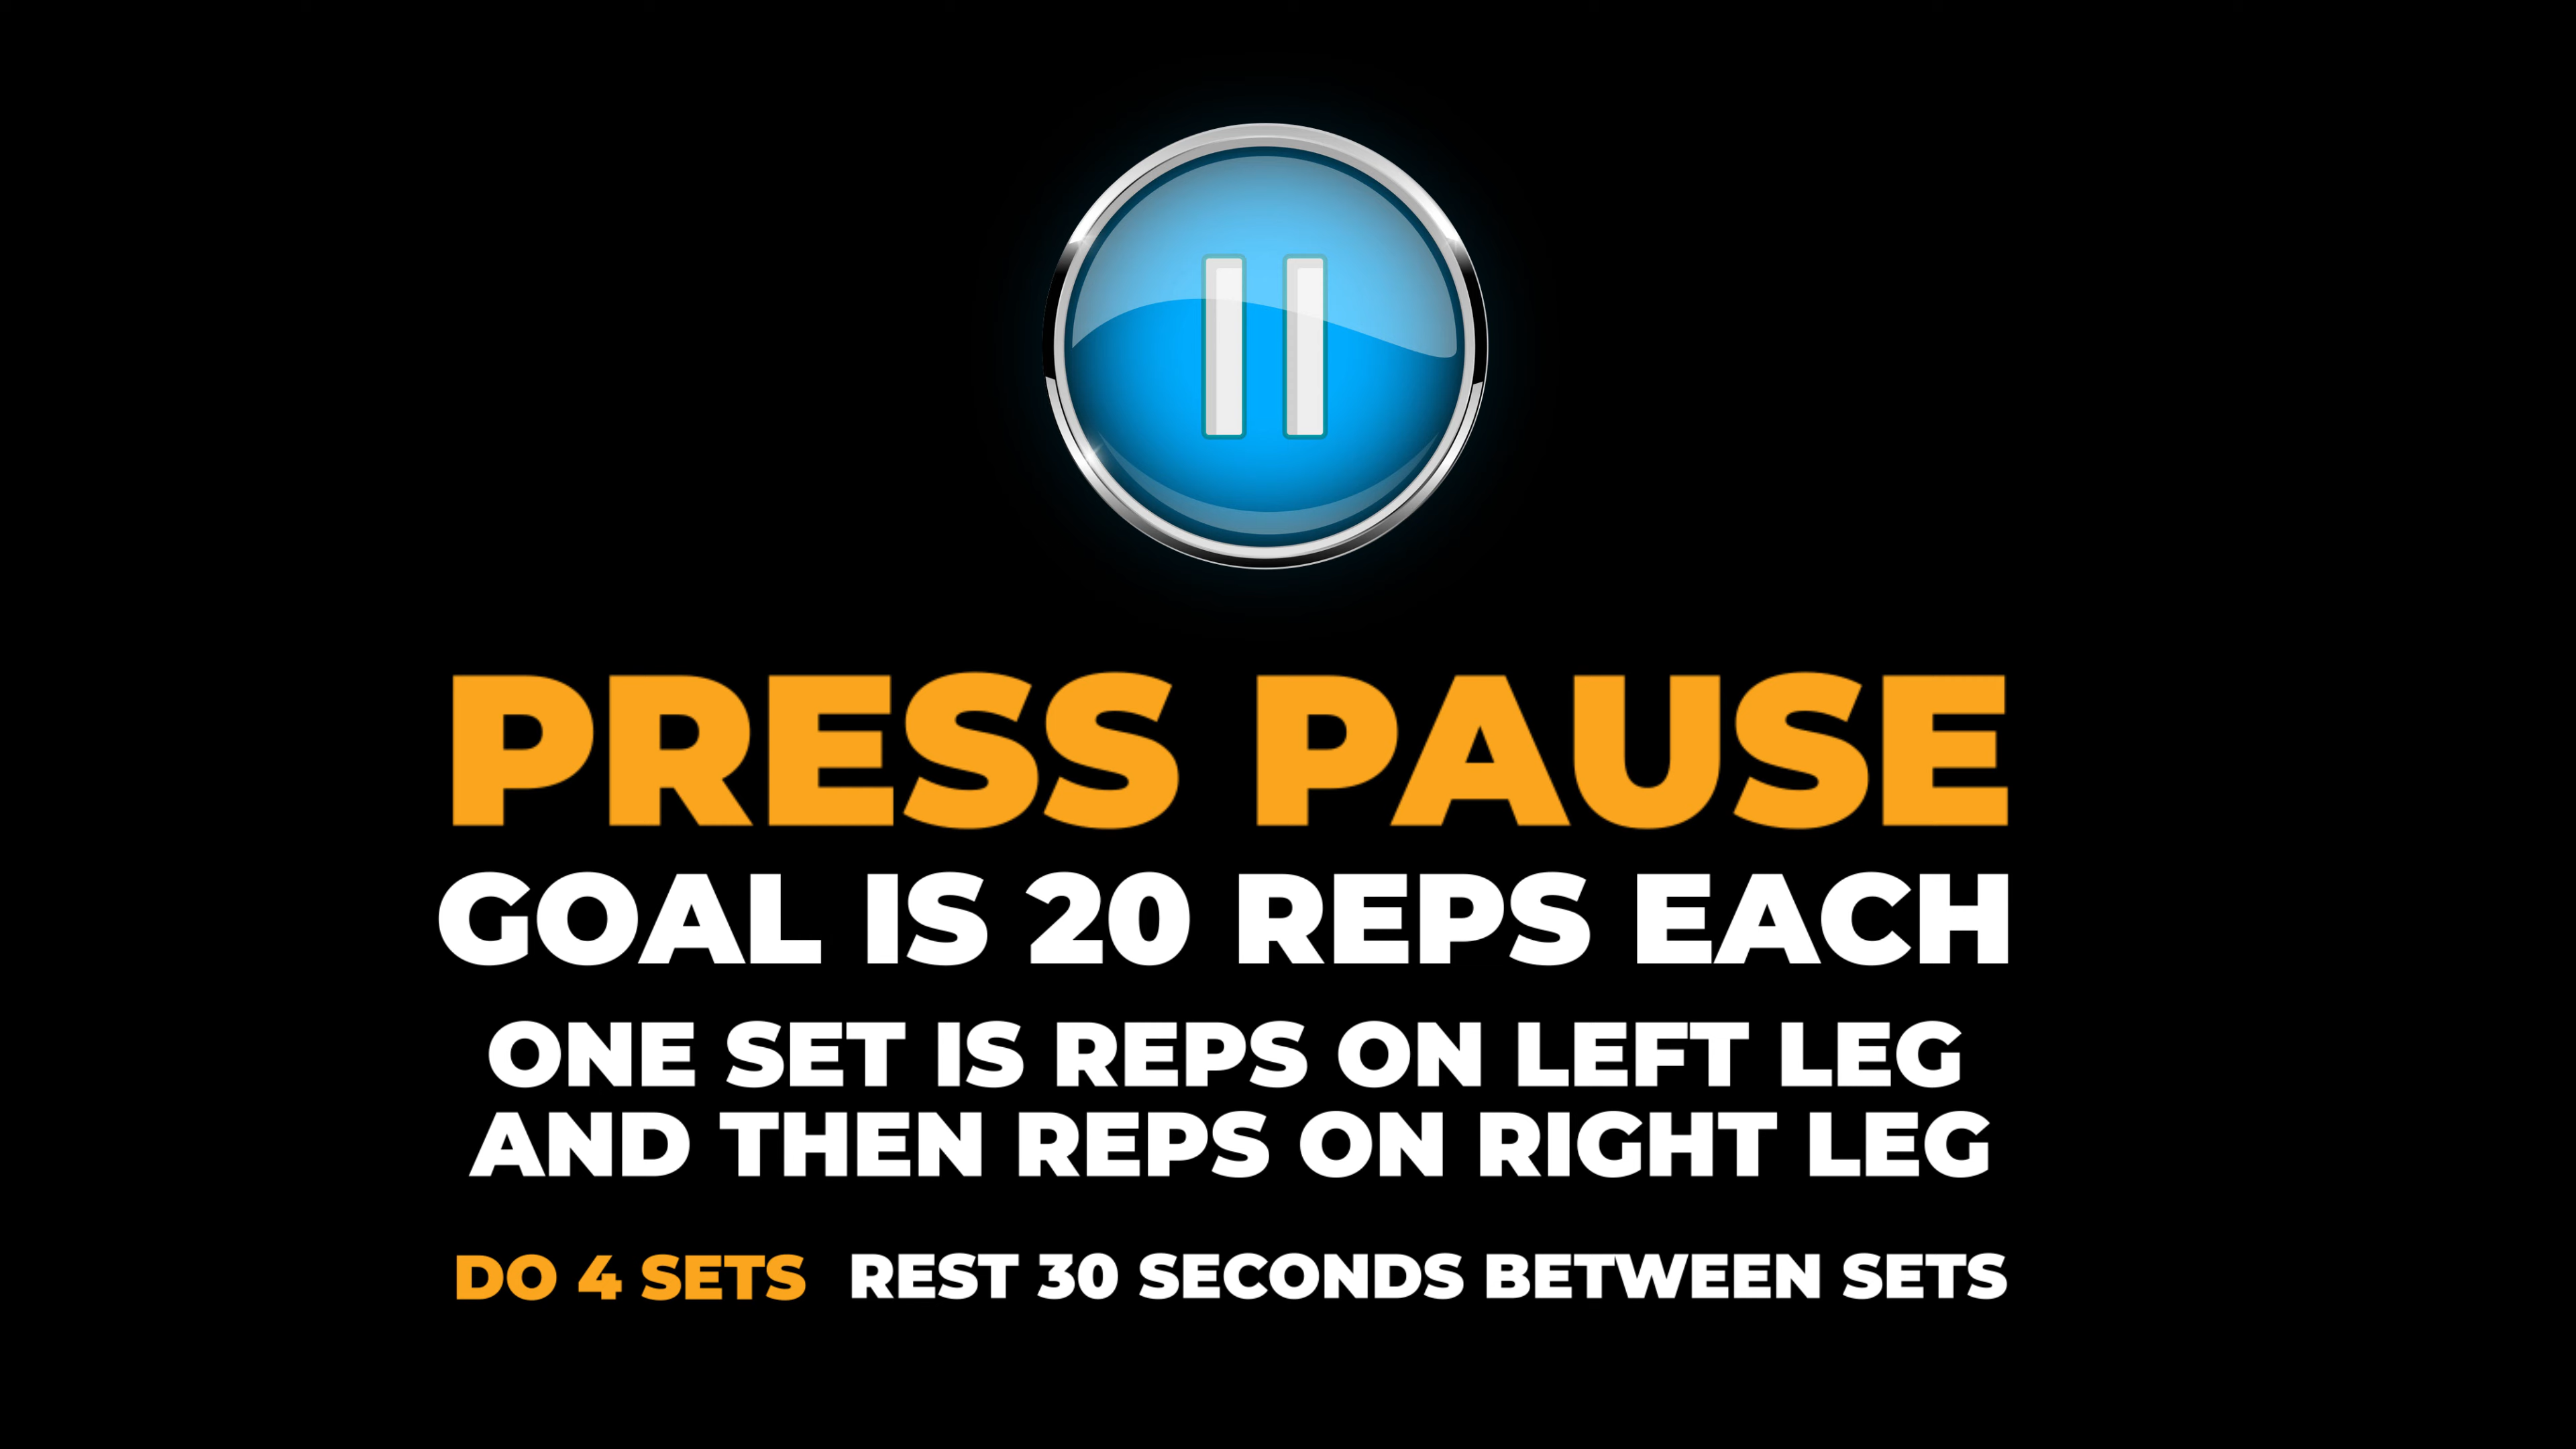 PRESS PAUSE
GOAL IS 20 REPS EACH
ONE SET IS REPS ON LEFT LEG
AND THEN REPS ON RIGHT LEG
DO 4 SETS REST 30 SECONDS BETWEEN SETS